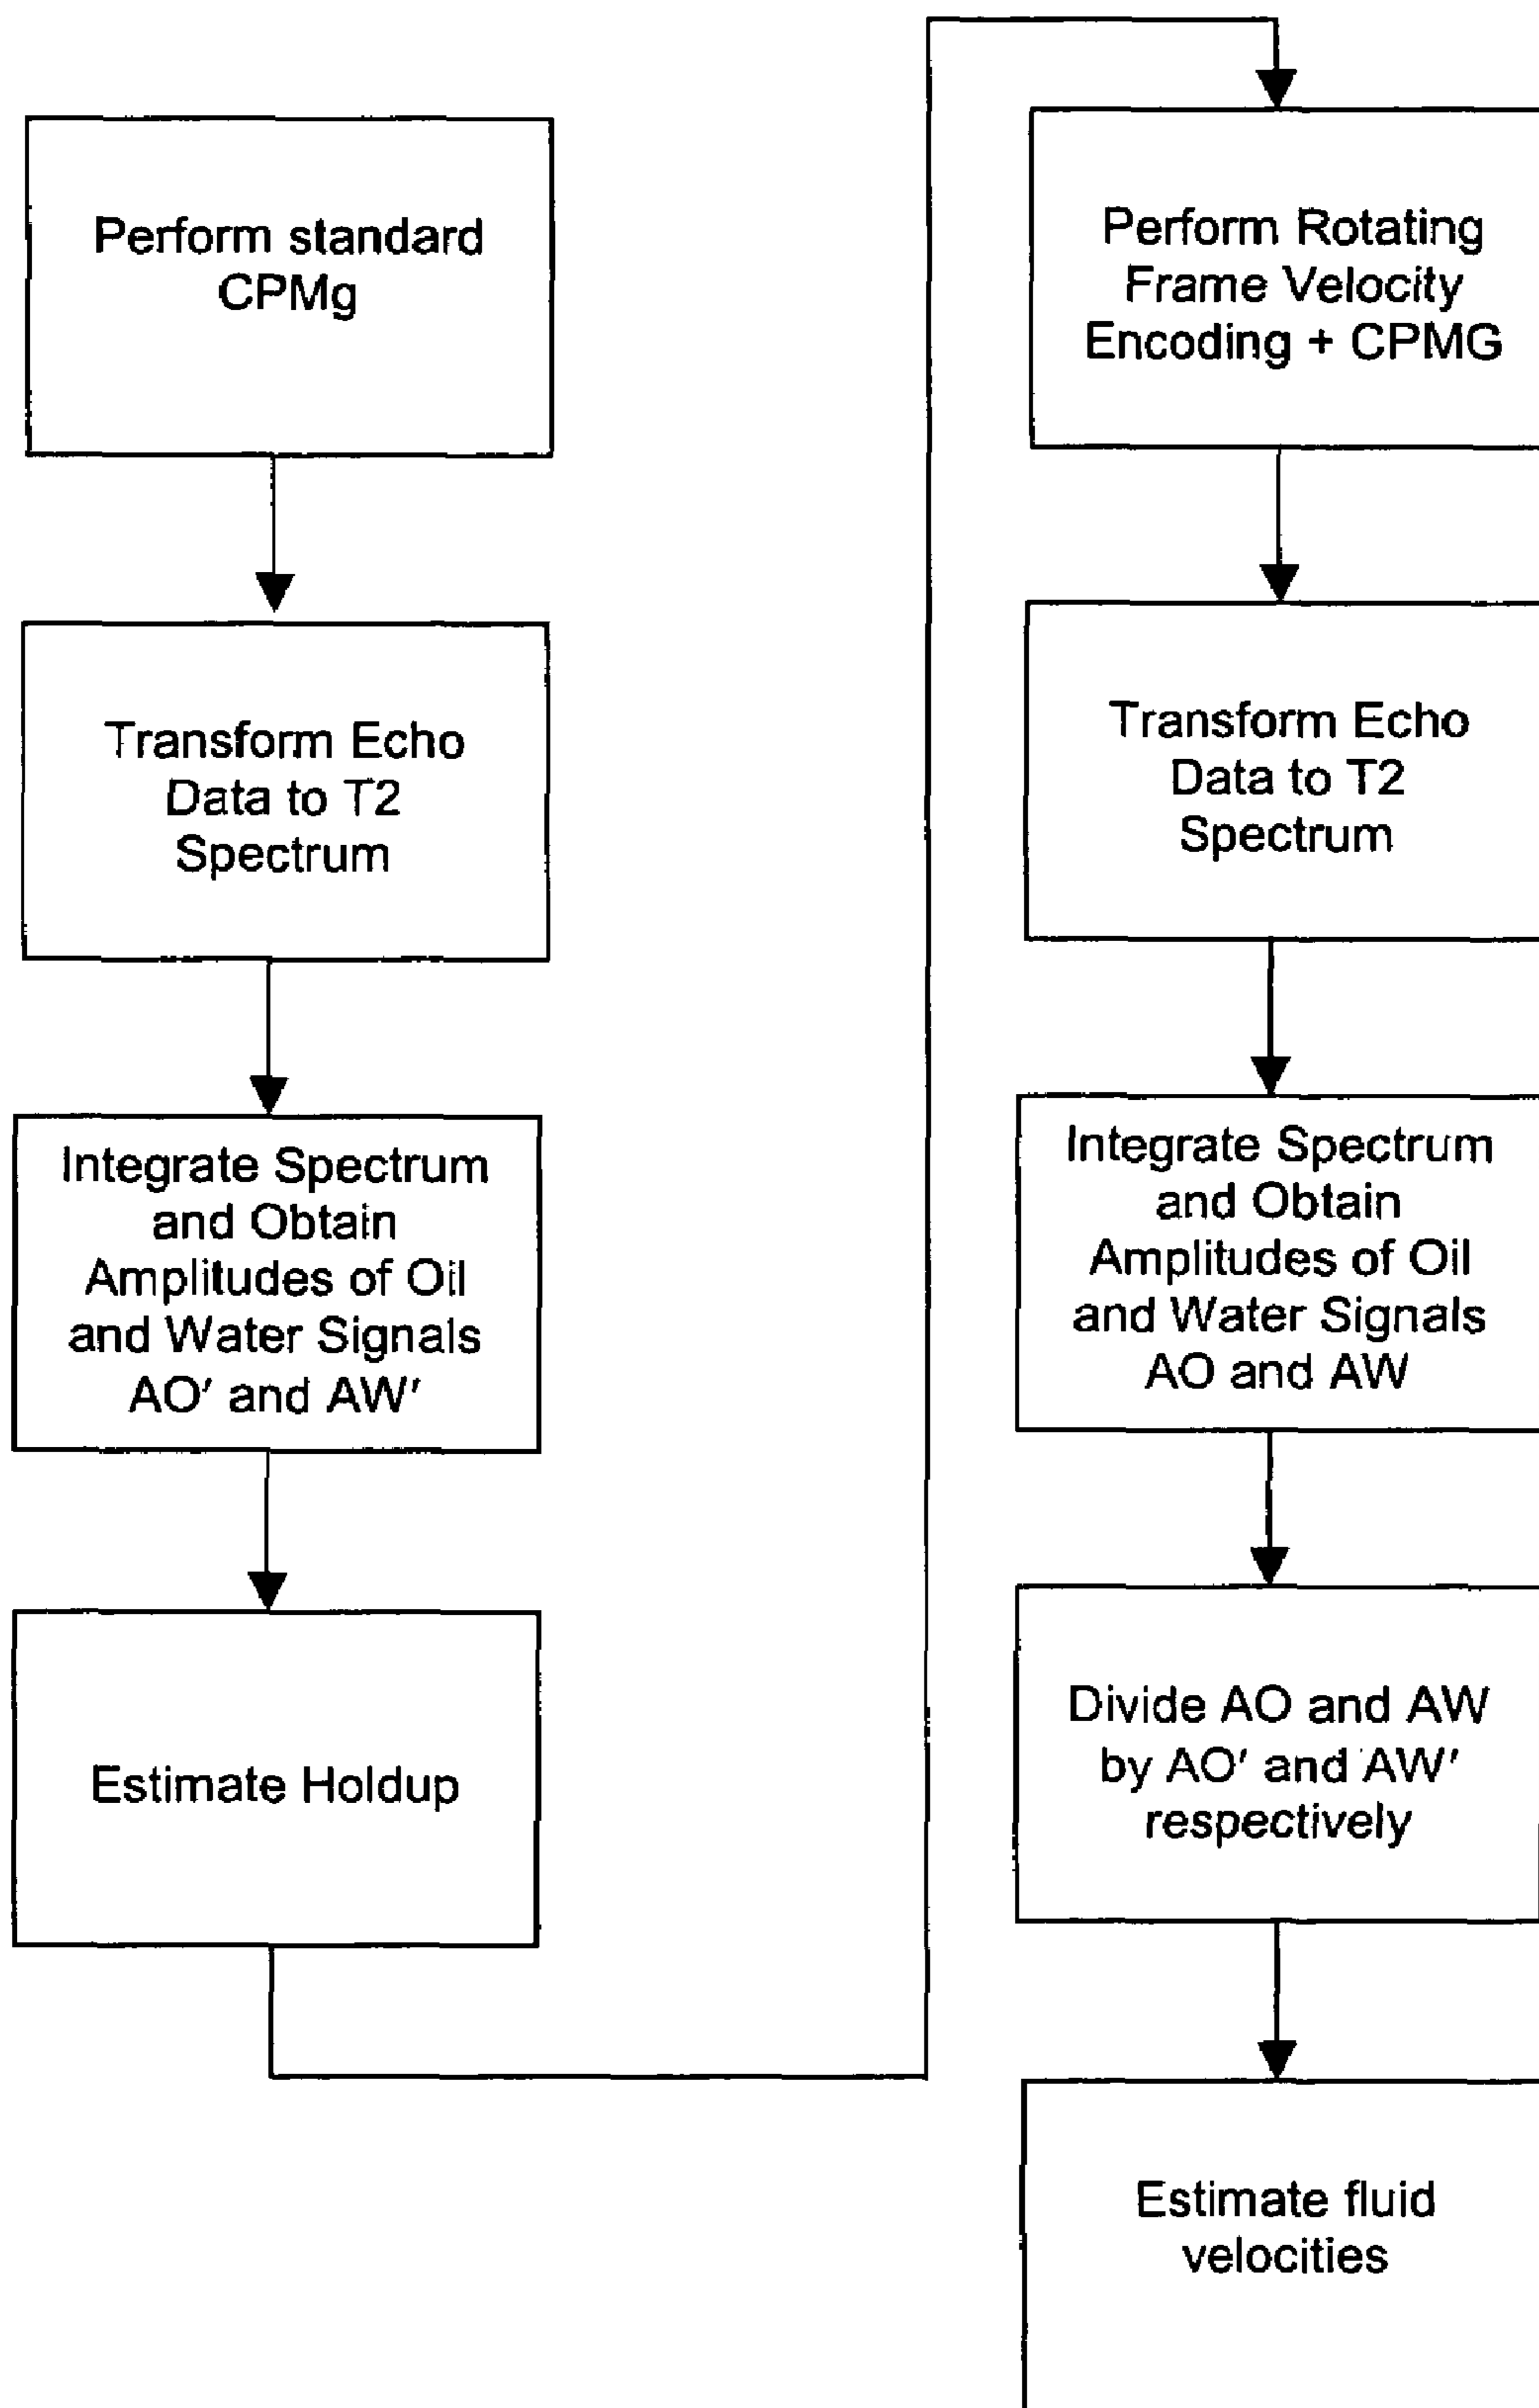 Perform standard
CPMg
Transform Echo
Data to T2
Spectrum
Integrate Spectrum
and Obtain
Amplitudes of Oil
and Water Signals
AO′ and AW′
Estimate Holdup
Perform Rotating
Frame Velocity
Encoding + CPMG
Transform Echo
Data to T2
Spectrum
Integrate Spectrum
and Obtain
Amplitudes of Oil
and Water Signals
AO and AW
Divide AO and AW
by AO′ and AW′
respectively
Estimate fluid
velocities